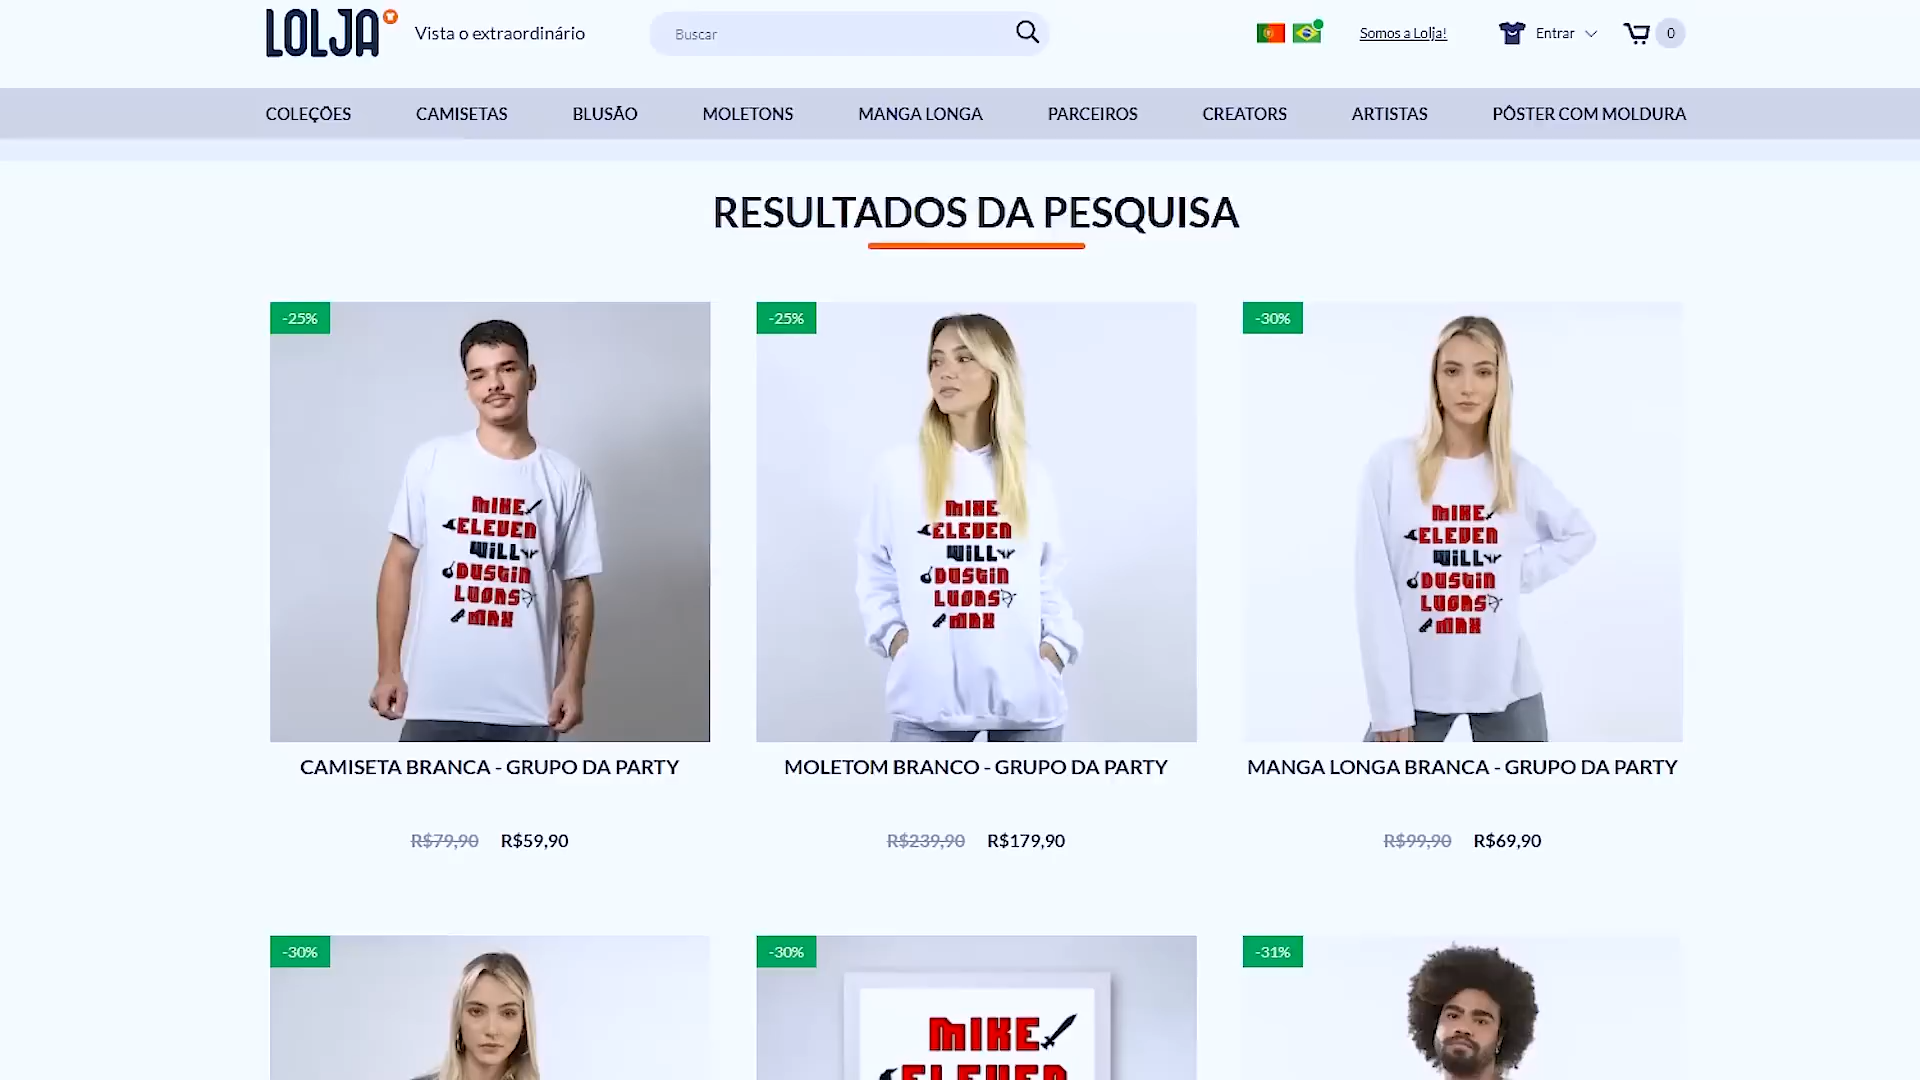 LOLJA
Vista o extraordinário
Buscar
Somos a Lolja!
Entrar
0
COLEÇÕES
CAMISETAS
BLUSÃO
MOLETONS
MANGA LONGA
PARCEIROS
CREATORS
ARTISTAS
PÔSTER COM MOLDURA
RESULTADOS DA PESQUISA
-25%
MIKE
ELEVEN
WILL
DUSTIN
LUCAS
MAX
CAMISETA BRANCA - GRUPO DA PARTY
R$79,90 R$59,90
-25%
MIKE
ELEVEN
WILL
DUSTIN
LUCAS
MAX
MOLETOM BRANCO - GRUPO DA PARTY
R$239,90 R$179,90
-30%
MIKE
ELEVEN
WILL
DUSTIN
LUCAS
MAX
MANGA LONGA BRANCA - GRUPO DA PARTY
R$99,90 R$69,90
-30%
-30%
MIKE
ELEVEN
-31%